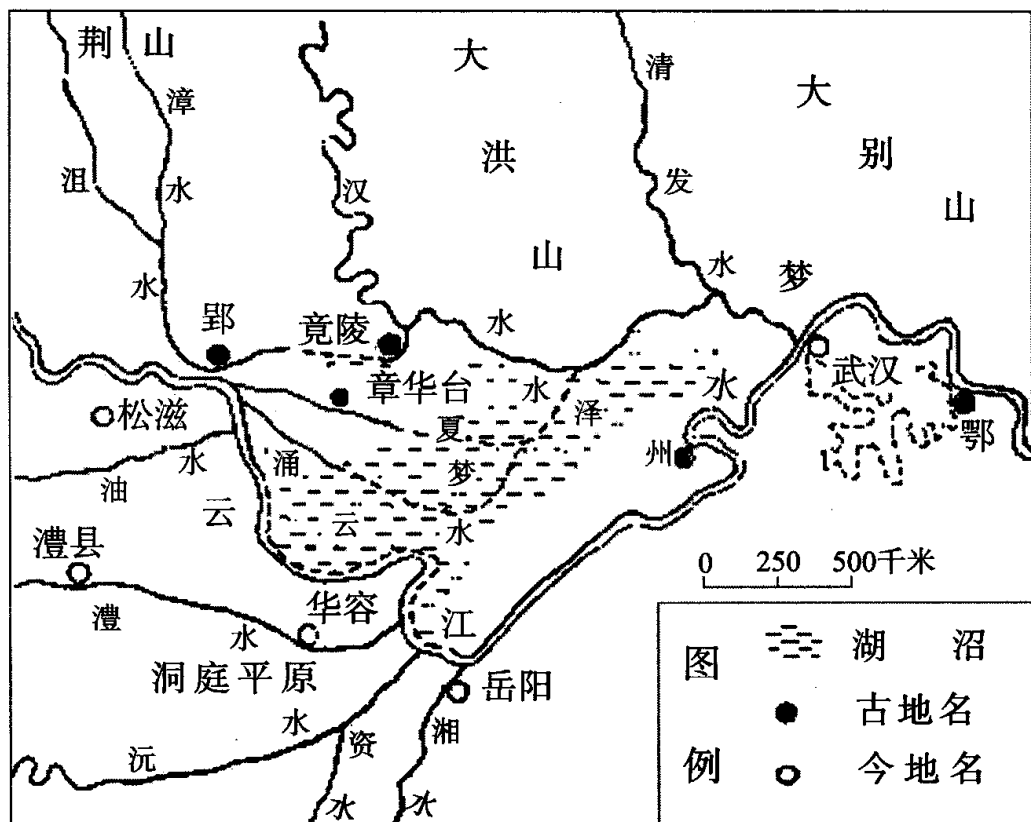 荆山
漳水
沮水
汉水
大洪山
清发水
大别山
梦
郢
竟陵
章华台
武汉
鄂
松滋
油水
涌水
夏水
云梦泽
州
云
澧县
澧水
华容
洞庭平原
江水
岳阳
沅水
资水
湘水
0 250 500千米
图例
湖沼
古地名
今地名